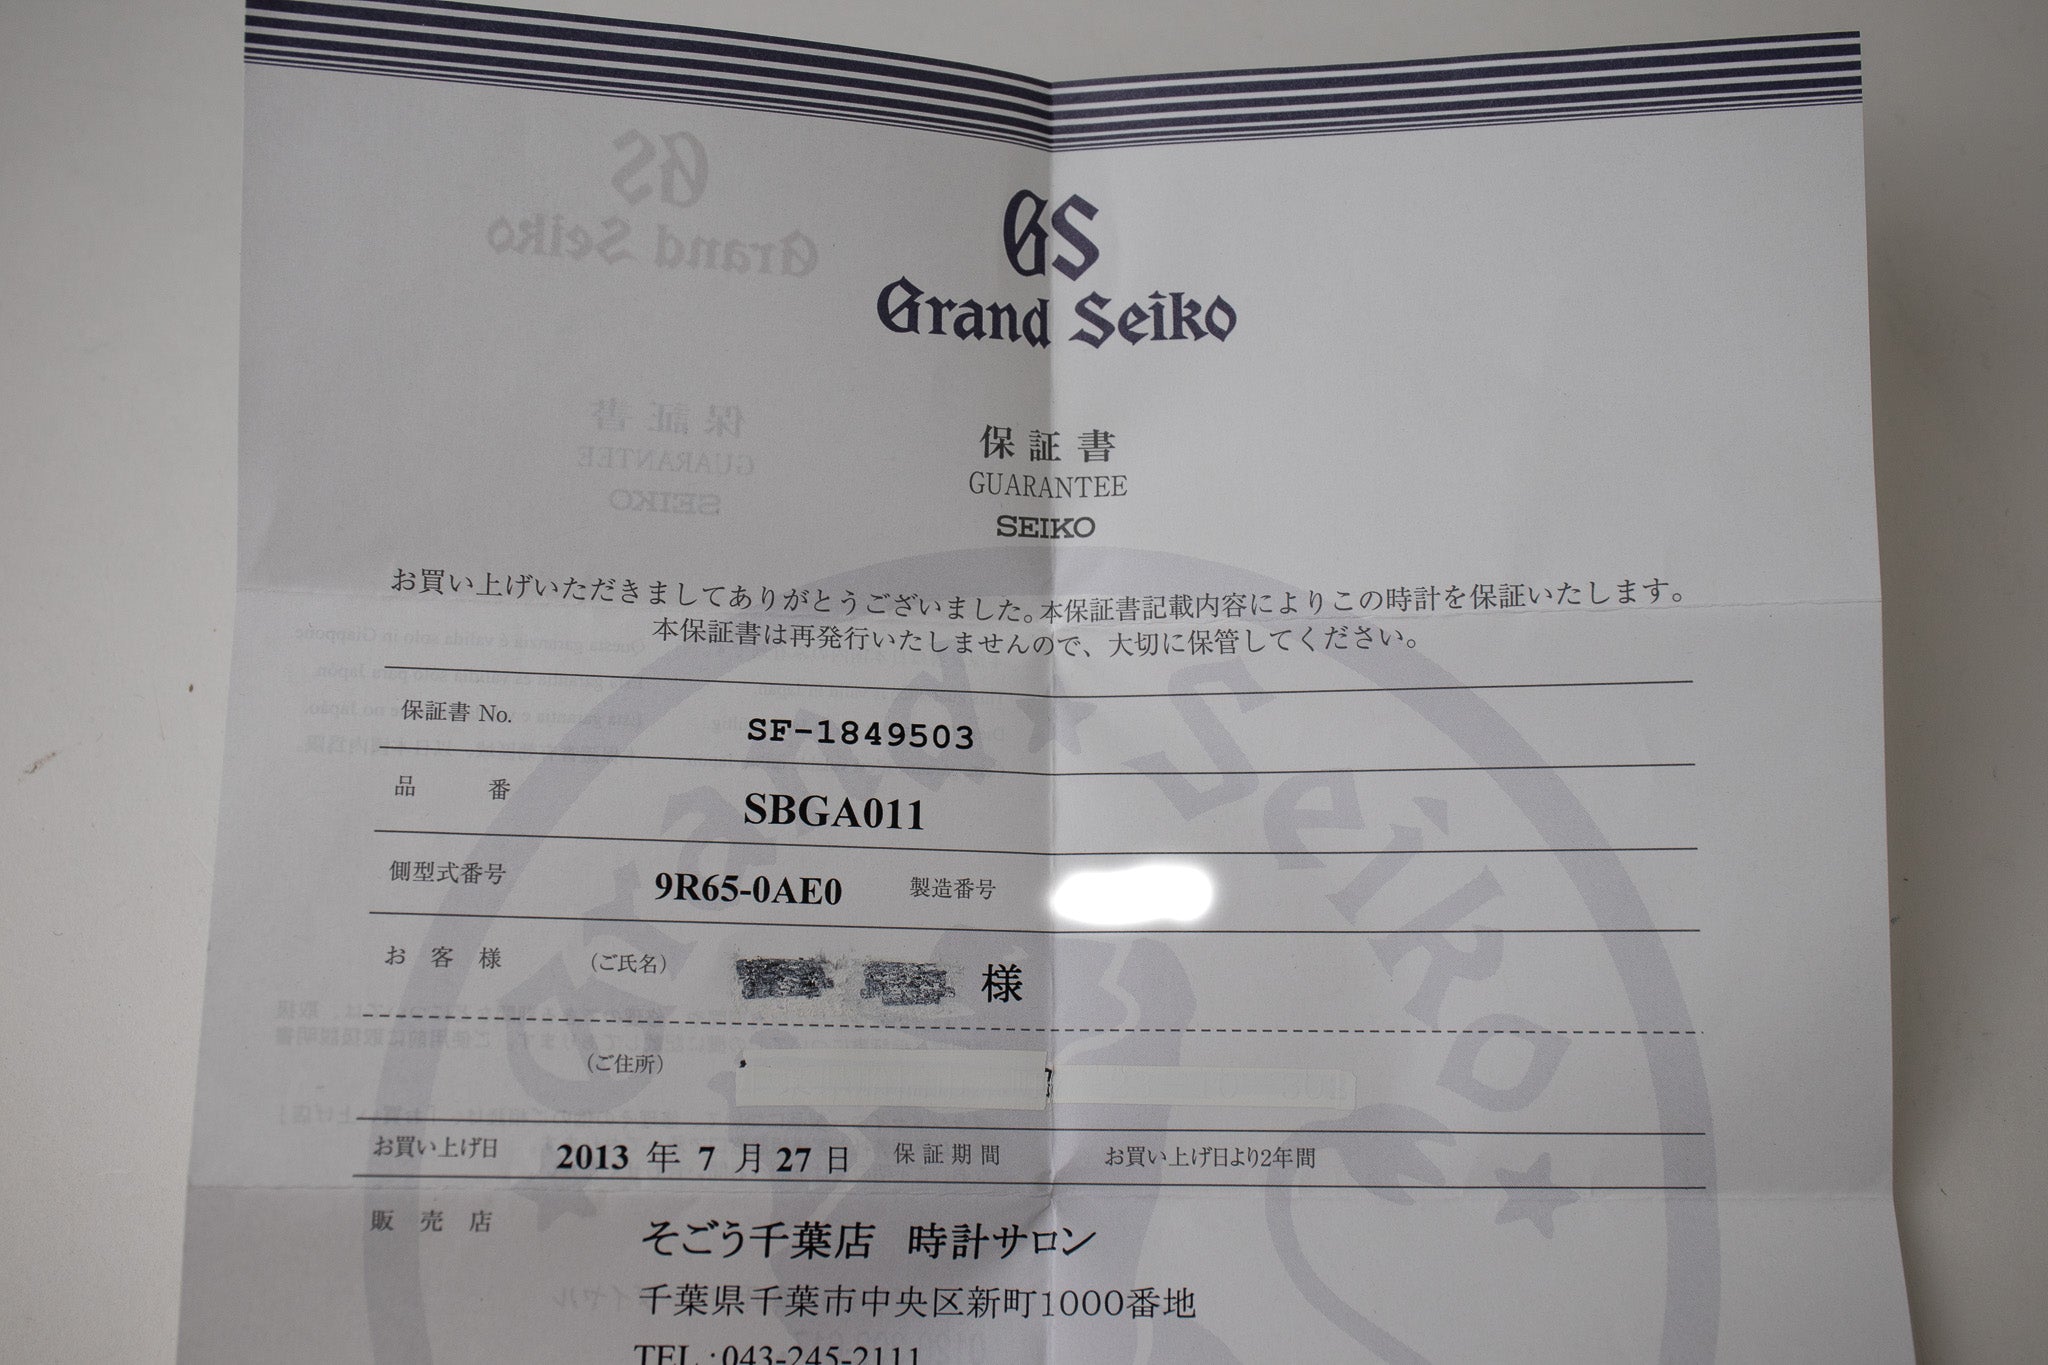 GS
Grand Seiko
保証書
GUARANTEE
SEIKO
お買い上げいただきましてありがとうございました。本保証書記載内容によりこの時計を保証いたします。
本保証書は再発行いたしませんので、大切に保管してください。
保証書 No. SF-1849503
品番 SBGA011
側型式番号 9R65-0AE0 製造番号
お客様 (ご氏名) 様
(ご住所)
お買い上げ日 2013 年 7 月 27 日 保証期間 お買い上げ日より2年間
販売店 そごう千葉店 時計サロン
千葉県千葉市中央区新町1000番地
TEL:043-245-2111